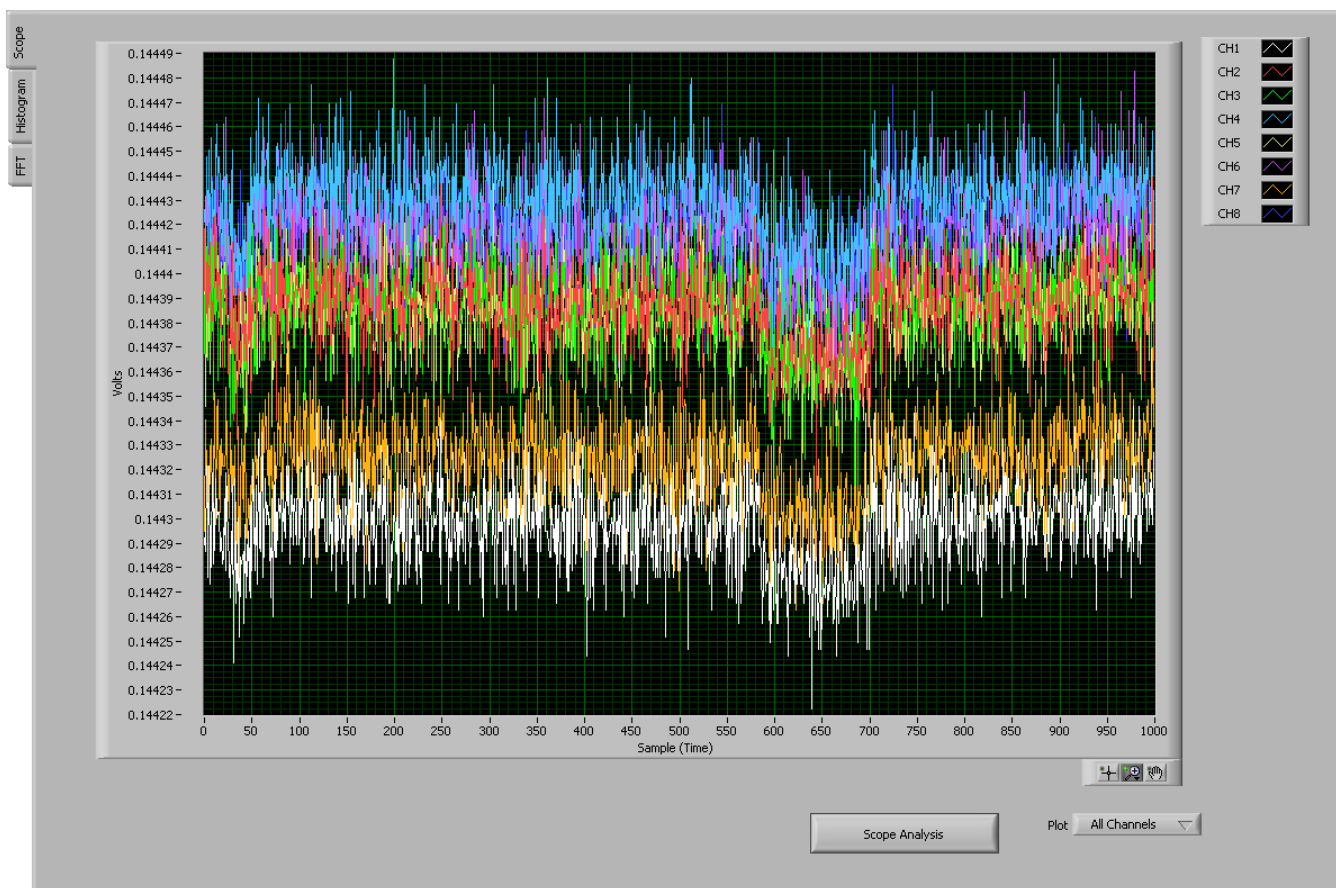 Scope
Histogram
FFT
Volts
0.14449
0.14448
0.14447
0.14446
0.14445
0.14444
0.14443
0.14442
0.14441
0.1444
0.14439
0.14438
0.14437
0.14436
0.14435
0.14434
0.14433
0.14432
0.14431
0.1443
0.14429
0.14428
0.14427
0.14426
0.14425
0.14424
0.14423
0.14422
0 50 100 150 200 250 300 350 400 450 500 550 600 650 700 750 800 850 900 950 1000
Sample (Time)
CH1
CH2
CH3
CH4
CH5
CH6
CH7
CH8
Scope Analysis
Plot All Channels